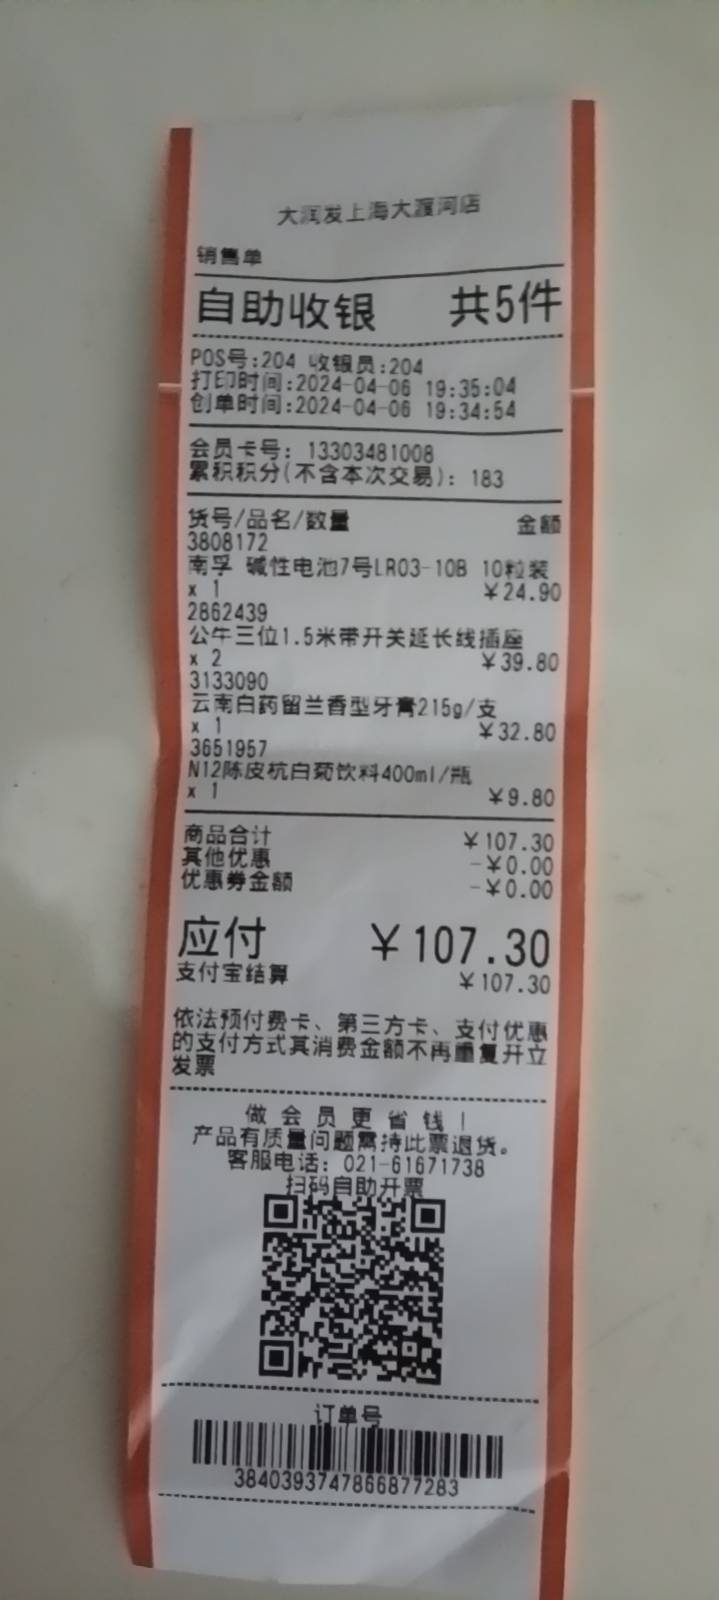 大润发上海大渡河店
销售单
自助收银 共5件
POS号:204 收银员:204
打印时间:2024-04-06 19:35:04
创单时间:2024-04-06 19:34:54
会员卡号: 13303481008
累积积分(不含本次交易): 183
货号/品名/数量 金额
3808172
南孚 碱性电池7号LR03-10B 10粒装
x 1 ￥24.90
2862439
公牛三位1.5米带开关延长线插座
x 2 ￥39.80
3133090
云南白药留兰香型牙膏215g/支
x 1 ￥32.80
3651957
N12陈皮杭白菊饮料400ml/瓶
x 1 ￥9.80
商品合计 ￥107.30
其他优惠 -￥0.00
优惠券金额 -￥0.00
应付 ￥107.30
支付宝结算 ￥107.30
依法预付费卡、第三方卡、支付优惠
的支付方式其消费金额不再重复开立
发票
做会员更省钱!
产品有质量问题需持此票退货。
客服电话: 021-61671738
扫码自助开票
订单号
3840393747866877283